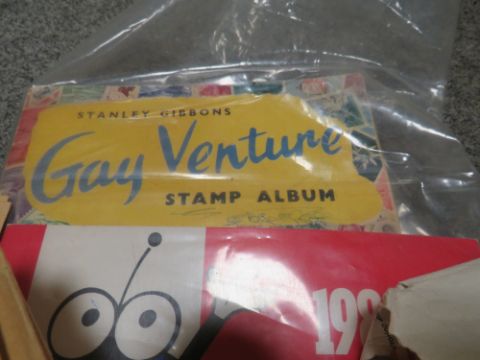 STANLEY GIBBONS
Gay Venture
STAMP ALBUM